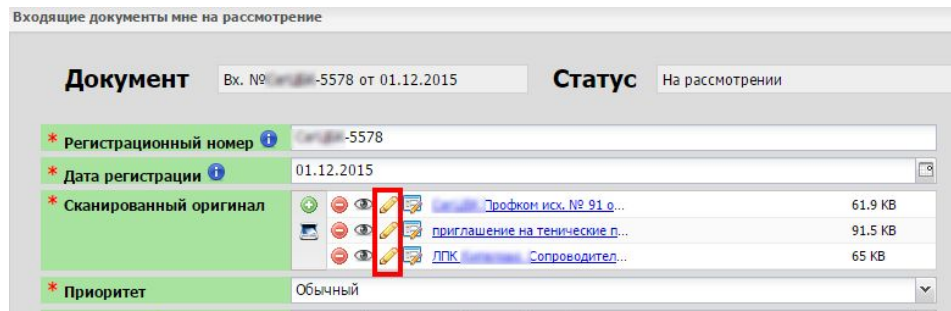 Входящие документы мне на рассмотрение
Документ Вх. № -5578 от 01.12.2015 Статус На рассмотрении
* Регистрационный номер -5578
* Дата регистрации 01.12.2015
* Сканированный оригинал Профком исх. № 91 о... 61.9 KB
приглашение на тенические п... 91.5 KB
ЛПК Сопроводител... 65 KB
* Приоритет Обычный